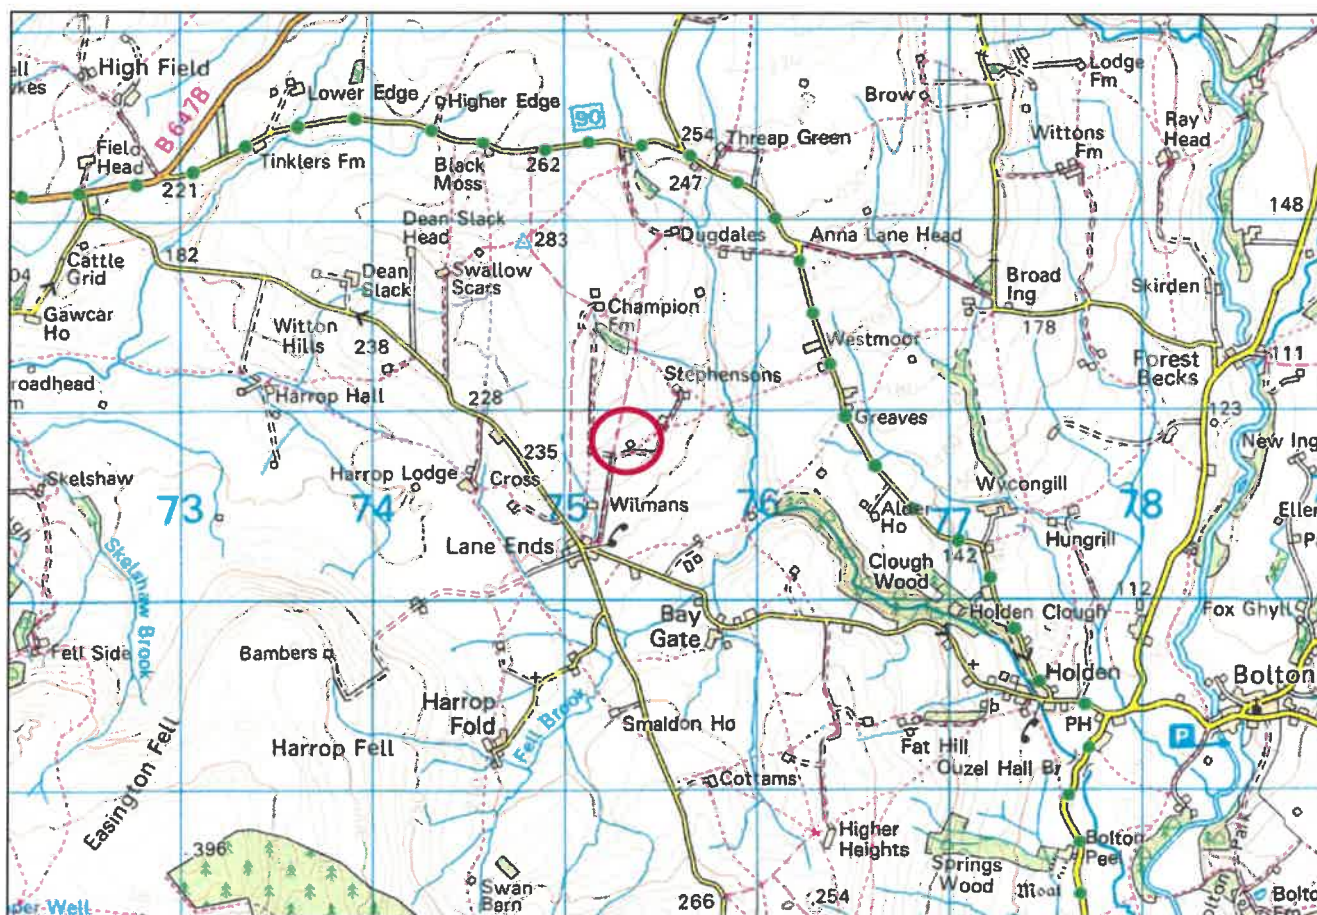 High Field
B 6478
Lower Edge
Higher Edge
90
Lodge
Fm
Brow
254
Threap Green
Wittons
Fm
Ray
Head
Field
Head
Tinklers Fm
Black
Moss
262
221
247
148
Dean Slack
Head
283
Dugdales
Anna Lane Head
182
Cattle
Grid
Dean
Slack
Swallow
Scars
Broad
Ing
Skirden
Gawcar
Ho
Champion
Fm
178
Witton
Hills
238
Westmoor
Forest
Becks
111
roadhead
Harrop Hall
Stephensons
228
Greaves
123
New Ing
235
Skelshaw
Harrop Lodge
Cross
Wycongill
73
74
75
Wilmans
76
77
78
Alder
Ho
Eller
Lane Ends
142
Hungrill
Skelshaw Brook
Clough
Wood
112
Bay
Gate
Holden Clough
Fox Ghyll
Fell Side
Bambers
Holden
Bolton
Harrop
Fold
Fell Brook
Smaldon Ho
PH
P
Harrop Fell
Fat Hill
Ouzel Hall Br
Easington Fell
Cottams
Higher
Heights
Bolton
Peel
Park
396
Springs
Wood
Moat
Swan
Barn
266
254
Bolto
per Well